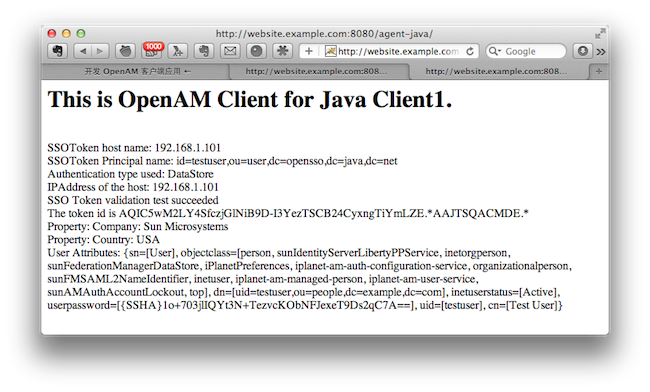 http://website.example.com:8080/agent-java/
1000
http://website.example.com
Google
开发 OpenAM 客户端应用 ←
http://website.example.com:808...
http://website.example.com:808...
This is OpenAM Client for Java Client1.
SSOToken host name: 192.168.1.101
SSOToken Principal name: id=testuser,ou=user,dc=opensso,dc=java,dc=net
Authentication type used: DataStore
IPAddress of the host: 192.168.1.101
SSO Token validation test succeeded
The token id is AQIC5wM2LY4SfczjGlNiB9D-I3YezTSCB24CyxngTiYmLZE.*AAJTSQACMDE.*
Property: Company: Sun Microsystems
Property: Country: USA
User Attributes: {sn=[User], objectclass=[person, sunIdentityServerLibertyPPService, inetorgperson,
sunFederationManagerDataStore, iPlanetPreferences, iplanet-am-auth-configuration-service, organizationalperson,
sunFMSAML2NameIdentifier, inetuser, iplanet-am-managed-person, iplanet-am-user-service,
sunAMAuthAccountLockout, top], dn=[uid=testuser,ou=people,dc=example,dc=com], inetuserstatus=[Active],
userpassword=[{SSHA}1o+703jlIQYt3N+TezvcKObNFJexeT9Ds2qC7A==], uid=[testuser], cn=[Test User]}